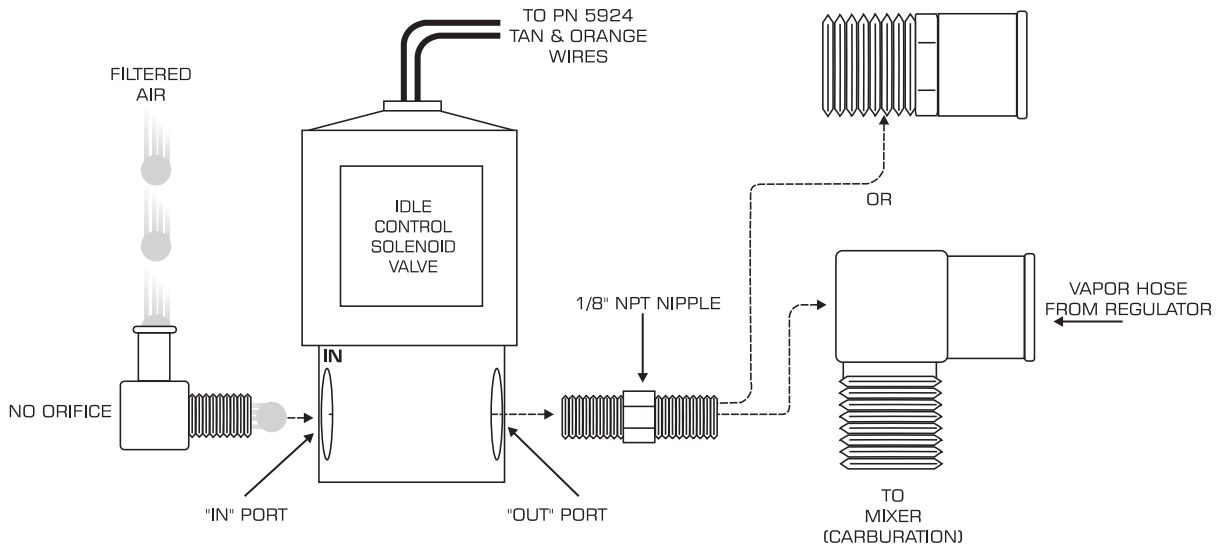 TO PN 5924
TAN & ORANGE
WIRES
FILTERED
AIR
IDLE
CONTROL
SOLENOID
VALVE
OR
1/8" NPT NIPPLE
VAPOR HOSE
FROM REGULATOR
IN
NO ORIFICE
"IN" PORT
"OUT" PORT
TO
MIXER
(CARBURATION)